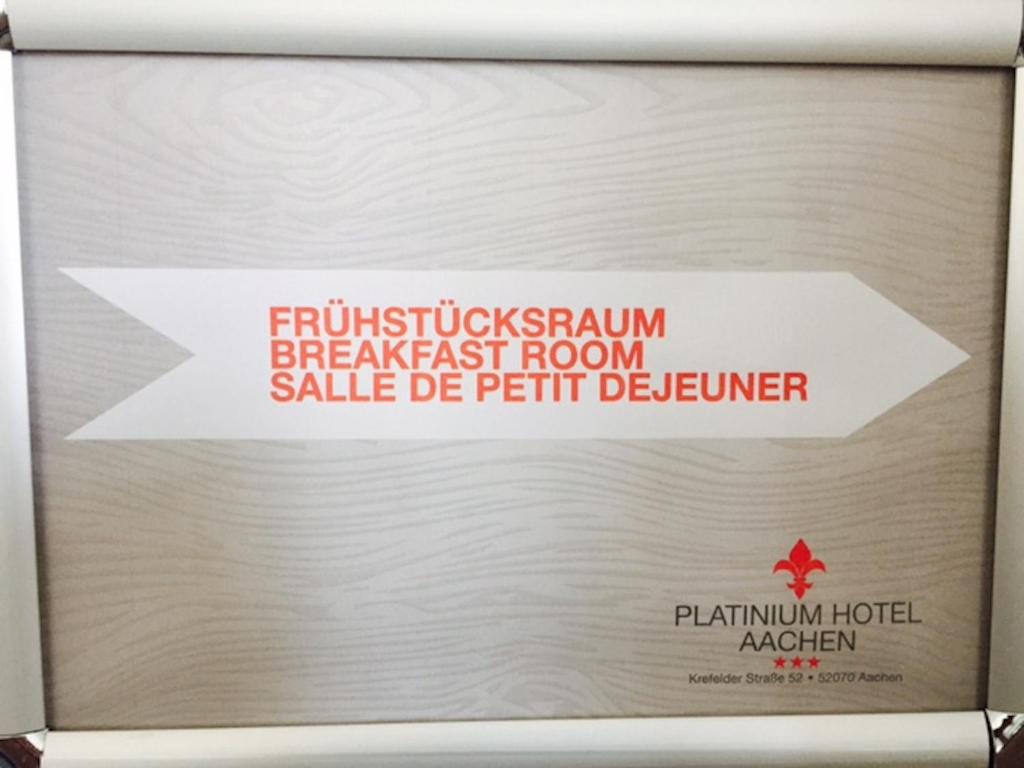 FRÜHSTÜCKSRAUM
BREAKFAST ROOM
SALLE DE PETIT DEJEUNER
PLATINIUM HOTEL
AACHEN
Krefelder Straße 52 • 52070 Aachen